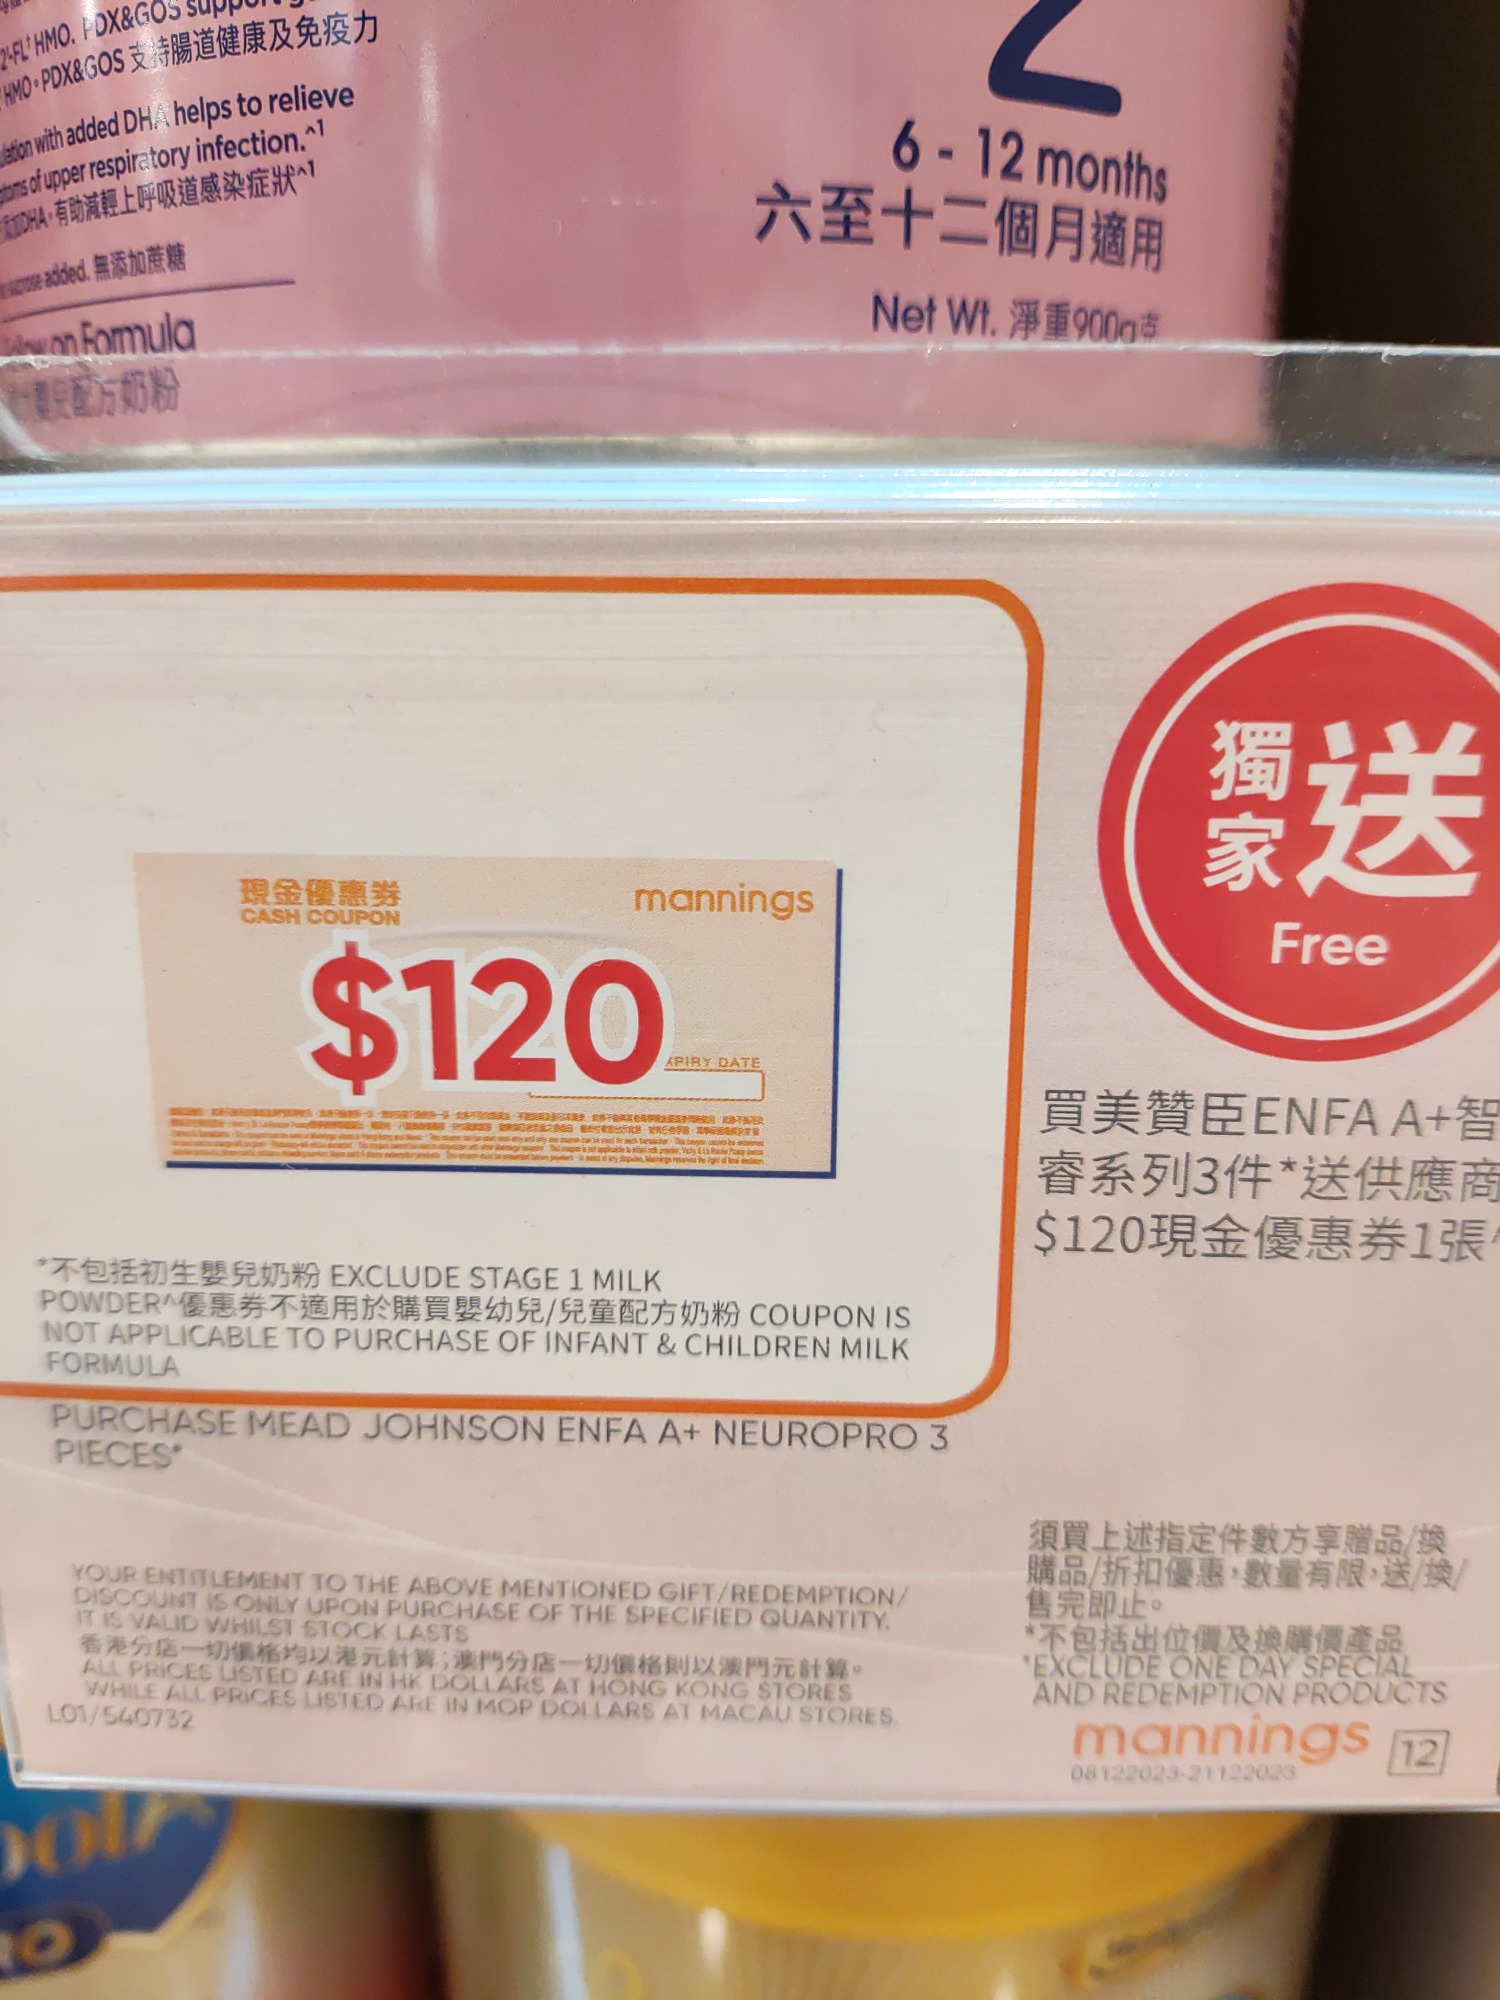 2'-FL† HMO. PDX&GOS
HMO。PDX&GOS 支持腸道健康及免疫力
with added DHA helps to relieve
of upper respiratory infection.^1
DHA，有助減輕上呼吸道感染症狀^1
sucrose added. 無添加蔗糖
Formula
配方奶粉
2
6 - 12 months
六至十二個月適用
Net Wt. 淨重900g克
獨家送
Free
現金優惠券
CASH COUPON
mannings
$120
XPIRY DATE
買美贊臣ENFA A+智
睿系列3件*送供應商
$120現金優惠券1張^
*不包括初生嬰兒奶粉 EXCLUDE STAGE 1 MILK
POWDER^優惠券不適用於購買嬰幼兒/兒童配方奶粉 COUPON IS
NOT APPLICABLE TO PURCHASE OF INFANT & CHILDREN MILK
FORMULA
PURCHASE MEAD JOHNSON ENFA A+ NEUROPRO 3
PIECES*
YOUR ENTITLEMENT TO THE ABOVE MENTIONED GIFT/REDEMPTION/
DISCOUNT IS ONLY UPON PURCHASE OF THE SPECIFIED QUANTITY.
IT IS VALID WHILST STOCK LASTS
香港分店一切價格均以港元計算；澳門分店一切價格則以澳門元計算。
ALL PRICES LISTED ARE IN HK DOLLARS AT HONG KONG STORES
WHILE ALL PRICES LISTED ARE IN MOP DOLLARS AT MACAU STORES.
L01/540732
須買上述指定件數方享贈品/換
購品/折扣優惠，數量有限，送/換/
售完即止。
*不包括出位價及換購價產品
*EXCLUDE ONE DAY SPECIAL
AND REDEMPTION PRODUCTS
mannings 12
08122023-21122023